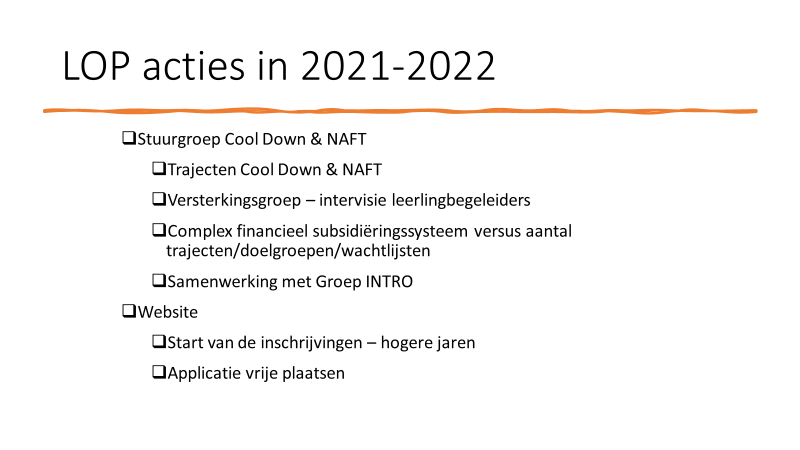 LOP acties in 2021-2022
❑Stuurgroep Cool Down & NAFT
❑Trajecten Cool Down & NAFT
❑Versterkingsgroep – intervisie leerlingbegeleiders
❑Complex financieel subsidiëringssysteem versus aantal
trajecten/doelgroepen/wachtlijsten
❑Samenwerking met Groep INTRO
❑Website
❑Start van de inschrijvingen – hogere jaren
❑Applicatie vrije plaatsen